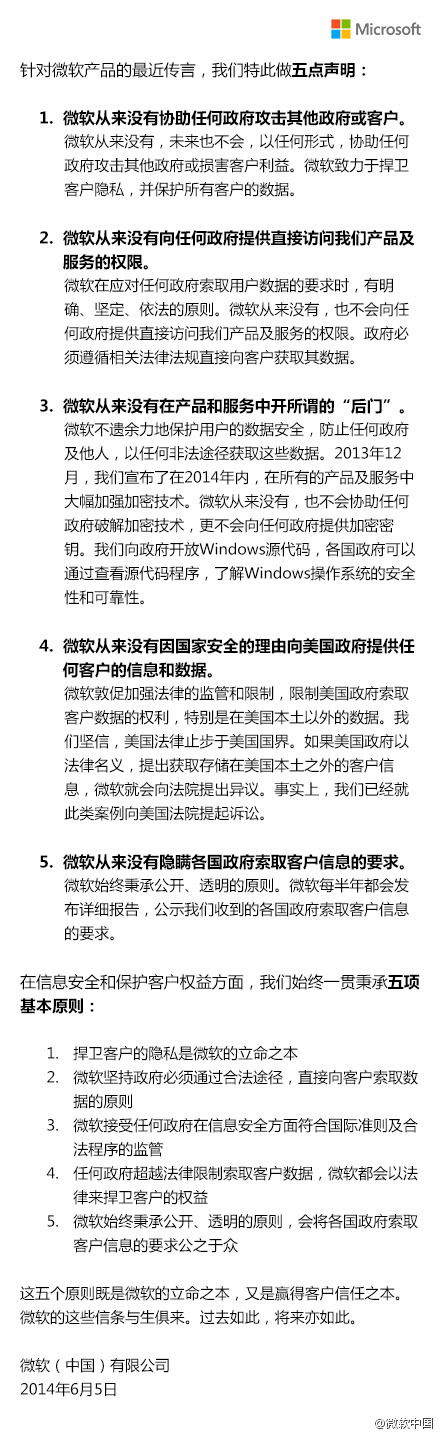 Microsoft
针对微软产品的最近传言，我们特此做五点声明：
1. 微软从来没有协助任何政府攻击其他政府或客户。
微软从来没有，未来也不会，以任何形式，协助任何
政府攻击其他政府或损害客户利益。微软致力于捍卫
客户隐私，并保护所有客户的数据。
2. 微软从来没有向任何政府提供直接访问我们产品及
服务的权限。
微软在应对任何政府索取用户数据的要求时，有明
确、坚定、依法的原则。微软从来没有，也不会向任
何政府提供直接访问我们产品及服务的权限。政府必
须遵循相关法律法规直接向客户获取其数据。
3. 微软从来没有在产品和服务中开所谓的“后门”。
微软不遗余力地保护用户的数据安全，防止任何政府
及他人，以任何非法途径获取这些数据。2013年12
月，我们宣布了在2014年内，在所有的产品及服务中
大幅加强加密技术。微软从来没有，也不会协助任何
政府破解加密技术，更不会向任何政府提供加密密
钥。我们向政府开放Windows源代码，各国政府可以
通过查看源代码程序，了解Windows操作系统的安全
性和可靠性。
4. 微软从来没有因国家安全的理由向美国政府提供任
何客户的信息和数据。
微软敦促加强法律的监管和限制，限制美国政府索取
客户数据的权利，特别是在美国本土以外的数据。我
们坚信，美国法律止步于美国国界。如果美国政府以
法律名义，提出获取存储在美国本土之外的客户信
息，微软就会向法院提出异议。事实上，我们已经就
此类案例向美国法院提起诉讼。
5. 微软从来没有隐瞒各国政府索取客户信息的要求。
微软始终秉承公开、透明的原则。微软每半年都会发
布详细报告，公示我们收到的各国政府索取客户信息
的要求。
在信息安全和保护客户权益方面，我们始终一贯秉承五项
基本原则：
1. 捍卫客户的隐私是微软的立命之本
2. 微软坚持政府必须通过合法途径，直接向客户索取数
据的原则
3. 微软接受任何政府在信息安全方面符合国际准则及合
法程序的监管
4. 任何政府超越法律限制索取客户数据，微软都会以法
律来捍卫客户的权益
5. 微软始终秉承公开、透明的原则，会将各国政府索取
客户信息的要求公之于众
这五个原则既是微软的立命之本，又是赢得客户信任之本。
微软的这些信条与生俱来。过去如此，将来亦如此。
微软（中国）有限公司
2014年6月5日
@微软中国